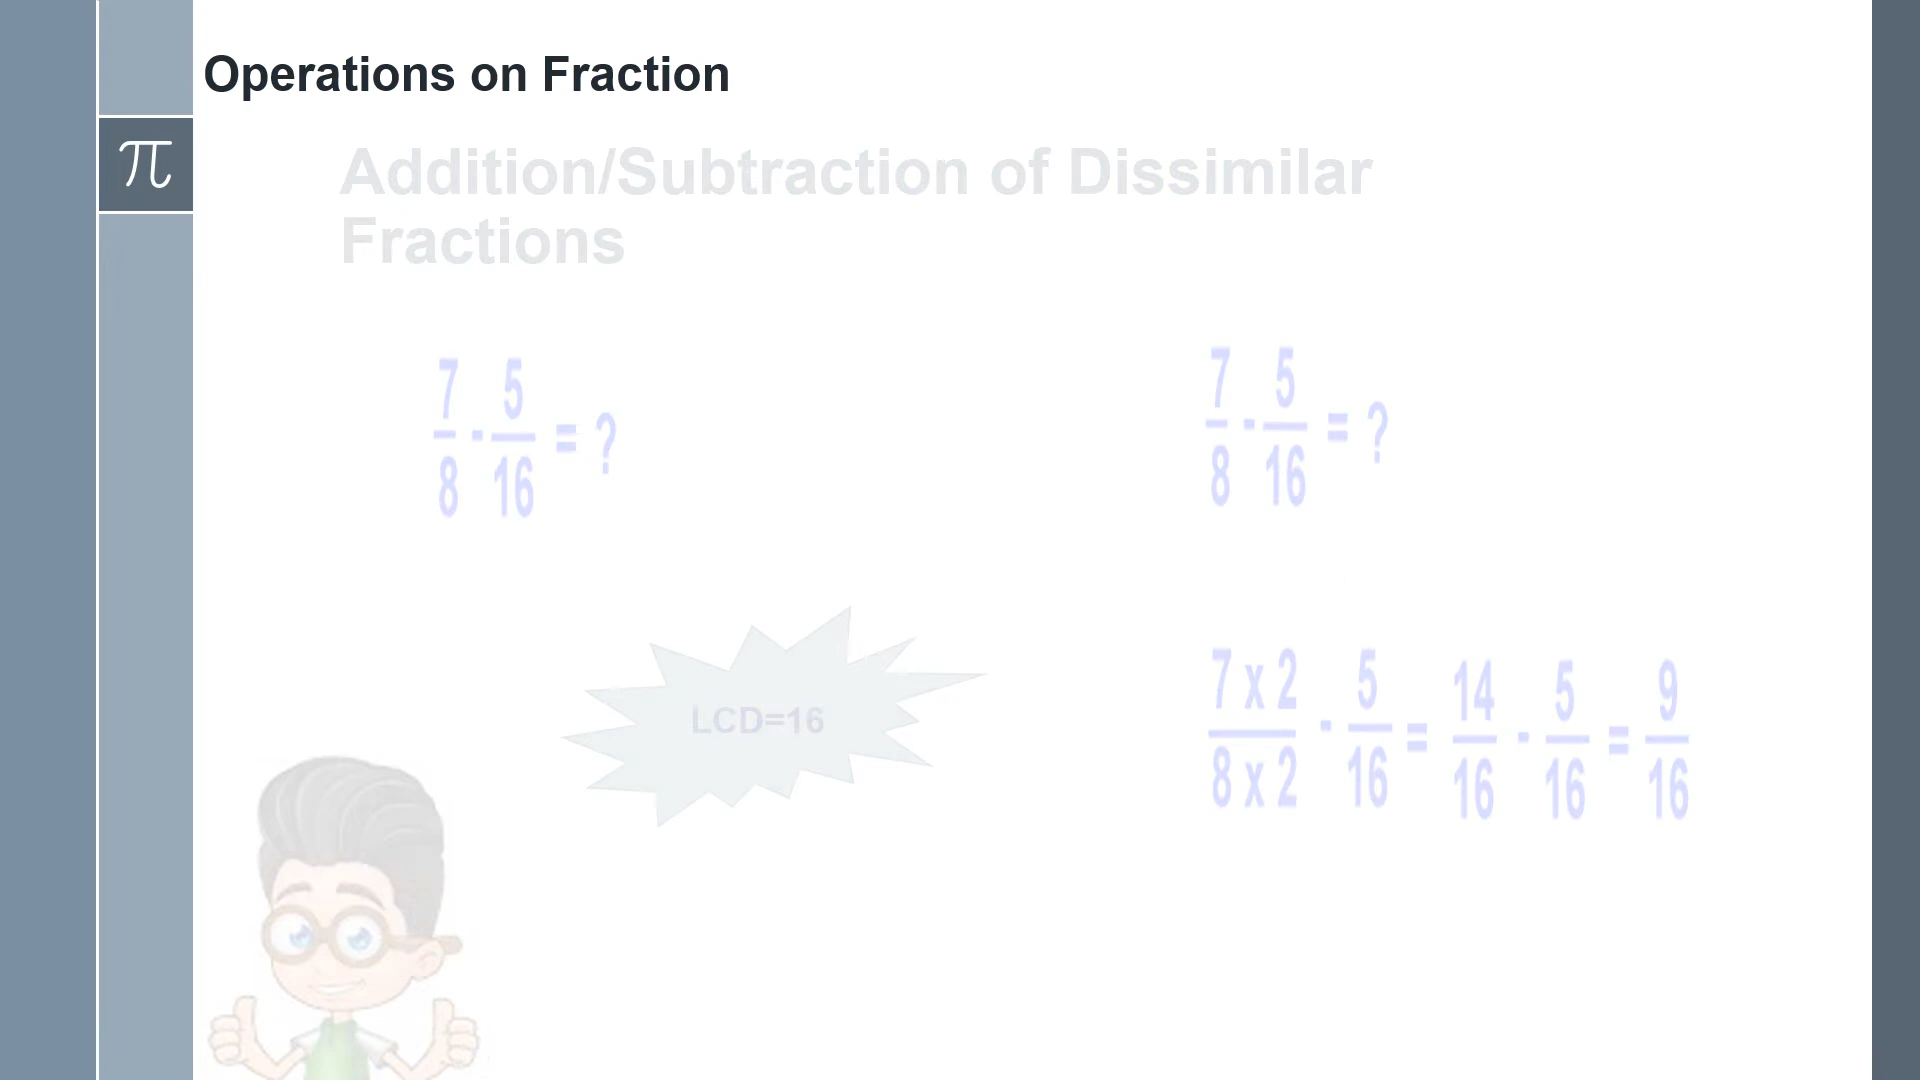 Operations on Fraction
π
Addition/Subtraction of Dissimilar
Fractions
7/8 - 5/16 = ?
7/8 - 5/16 = ?
LCD=16
7 x 2/8 x 2 - 5/16 = 14/16 - 5/16 = 9/16